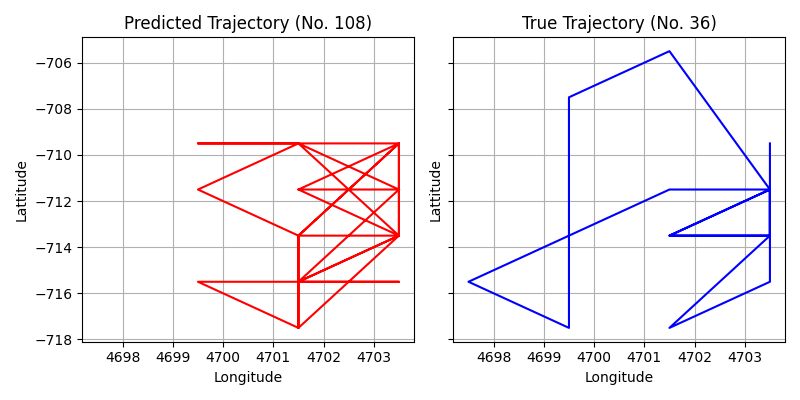 Predicted Trajectory (No. 108)
True Trajectory (No. 36)
−706
−708
−710
−712
−714
−716
−718
Lattitude
Lattitude
4698 4699 4700 4701 4702 4703
4698 4699 4700 4701 4702 4703
Longitude
Longitude